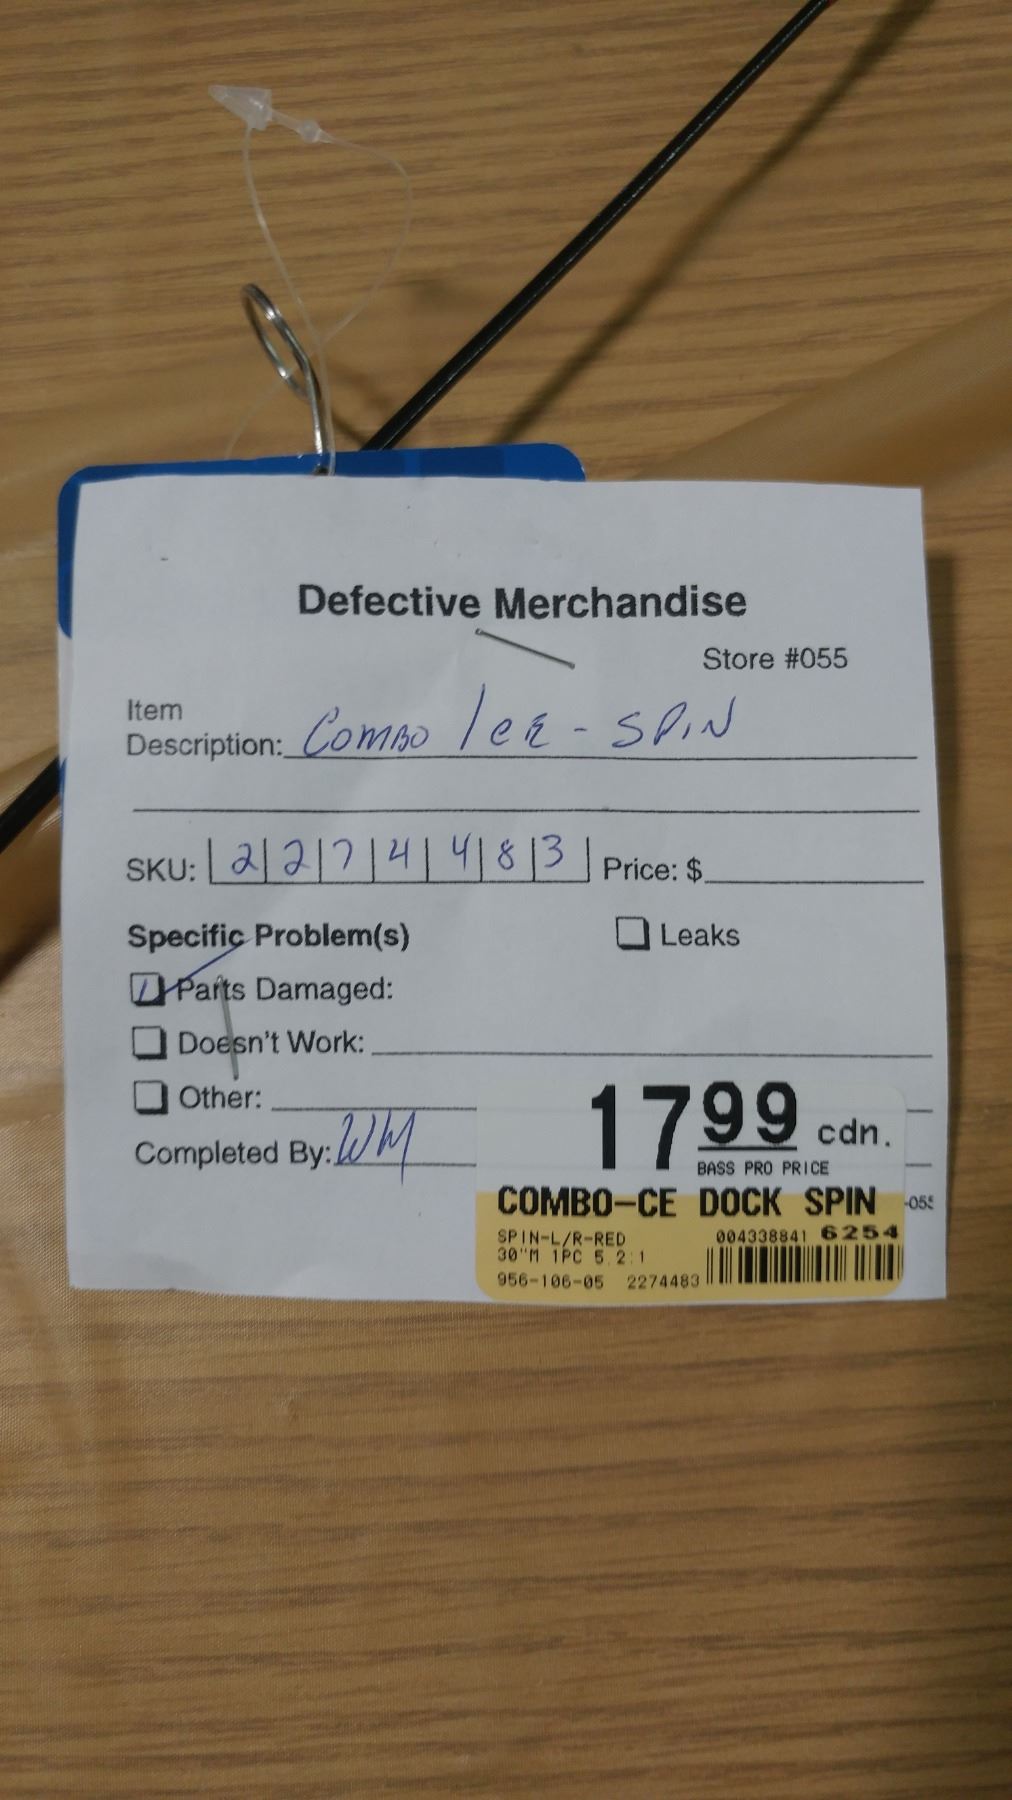 Defective Merchandise
Store #055
Item
Description: Combo Ice - SPIN
SKU: 2 2 7 4 4 8 3 Price: $
Specific Problem(s)
Leaks
Parts Damaged:
Doesn't Work:
Other:
Completed By: WM
1799 cdn.
BASS PRO PRICE
COMBO-CE DOCK SPIN
-055
SPIN-L/R-RED 004338841 6254
30"M 1PC 5.2:1
956-106-05 2274483